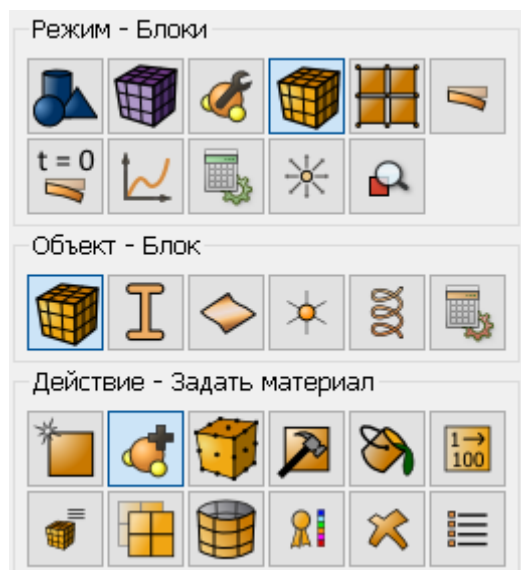 Режим - Блоки
t = 0
Объект - Блок
Действие - Задать материал
1→
100